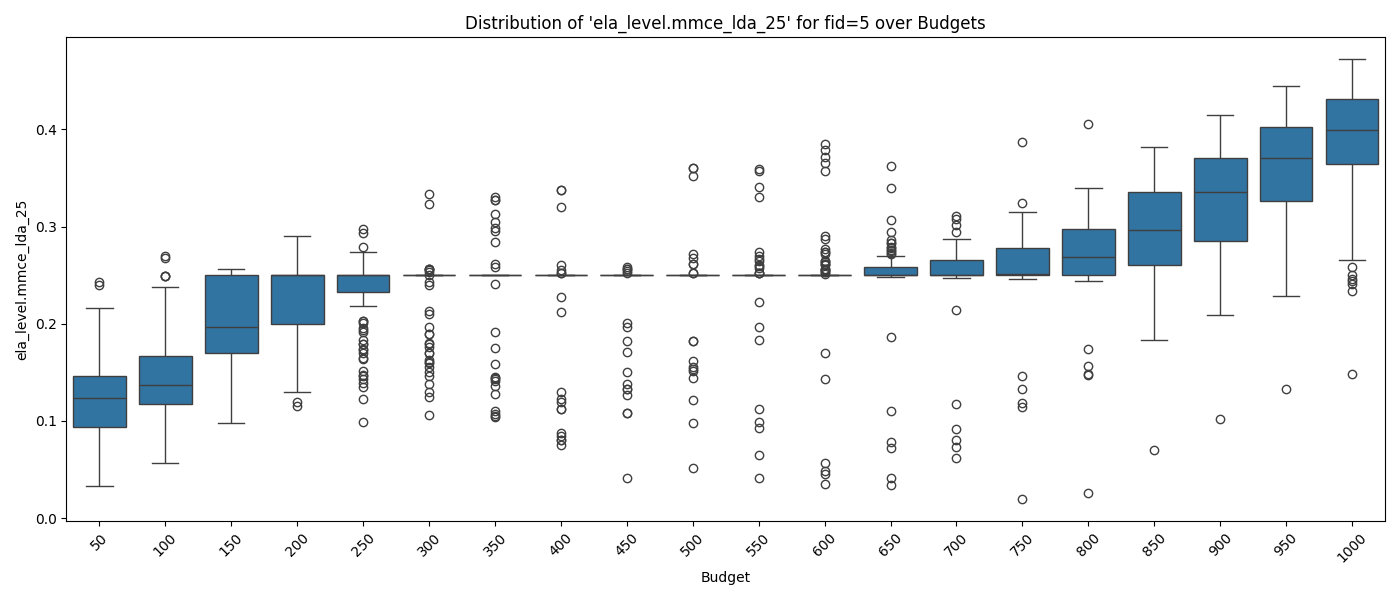 Distribution of 'ela_level.mmce_lda_25' for fid=5 over Budgets
ela_level.mmce_lda_25
0.4
0.3
0.2
0.1
0.0
50 100 150 200 250 300 350 400 450 500 550 600 650 700 750 800 850 900 950 1000
Budget